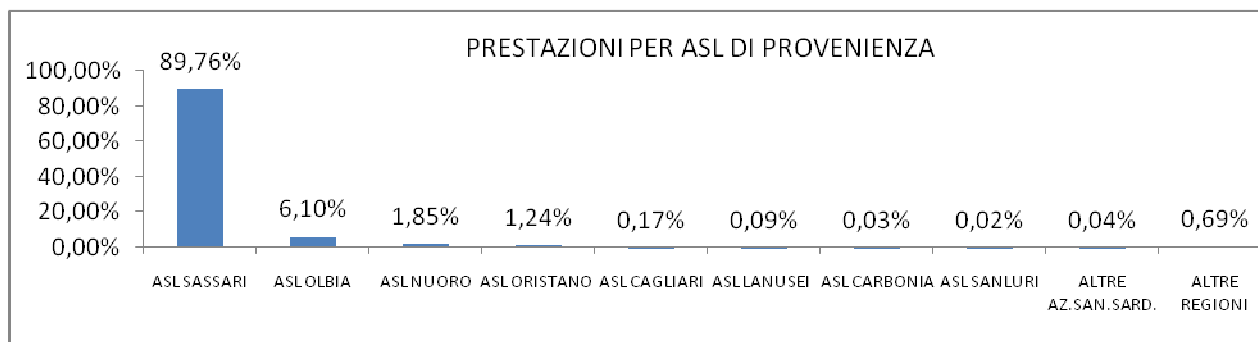 PRESTAZIONI PER ASL DI PROVENIENZA
100,00%
80,00%
60,00%
40,00%
20,00%
0,00%
89,76%
6,10%
1,85%
1,24%
0,17%
0,09%
0,03%
0,02%
0,04%
0,69%
ASL SASSARI
ASL OLBIA
ASL NUORO
ASL ORISTANO
ASL CAGLIARI
ASL LANUSEI
ASL CARBONIA
ASL SANLURI
ALTRE
AZ.SAN.SARD.
ALTRE
REGIONI